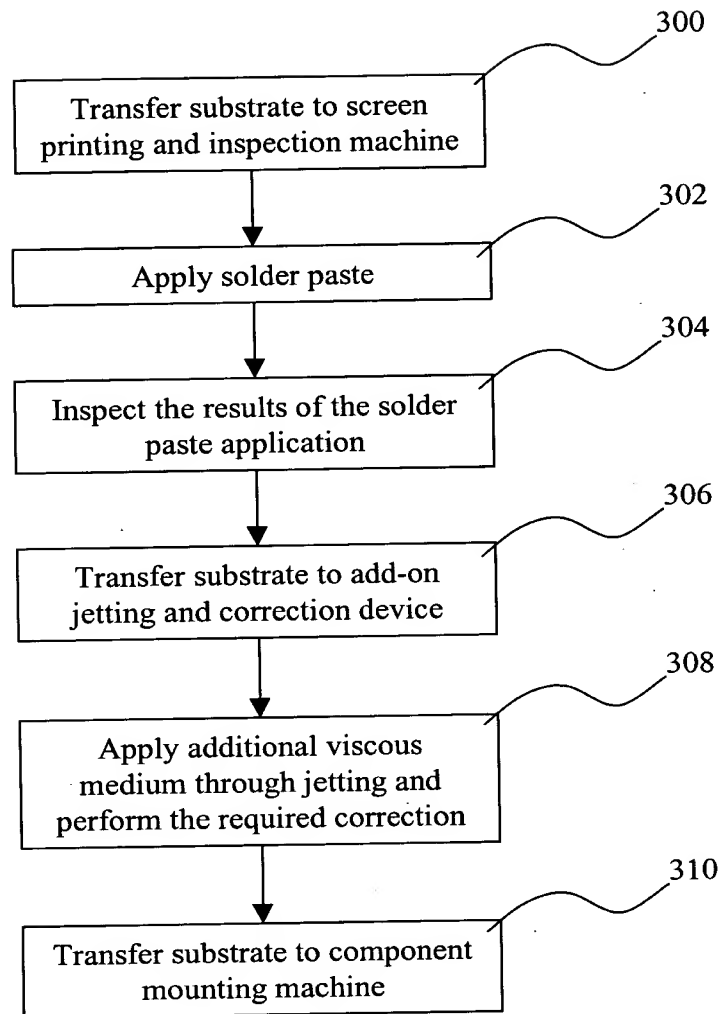 300
Transfer substrate to screen
printing and inspection machine
302
Apply solder paste
304
Inspect the results of the solder
paste application
306
Transfer substrate to add-on
jetting and correction device
308
Apply additional viscous
medium through jetting and
perform the required correction
310
Transfer substrate to component
mounting machine